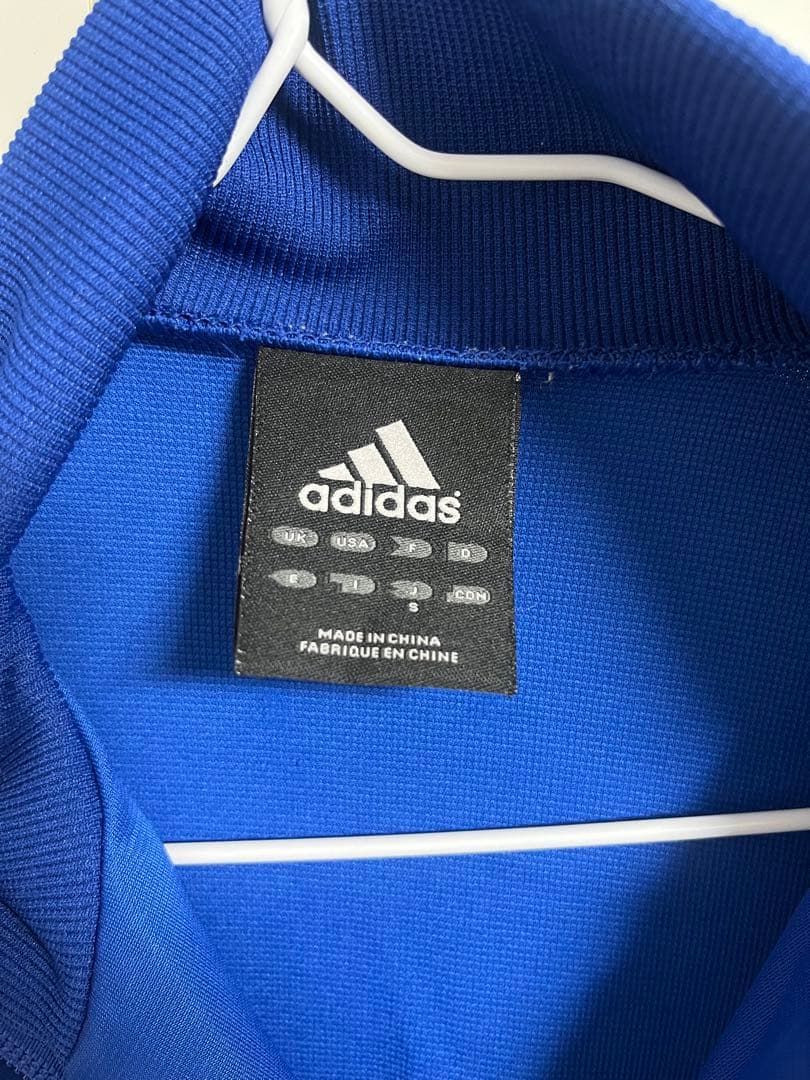 adidas
UK USA F D
E I J CDN
S
MADE IN CHINA
FABRIQUE EN CHINE